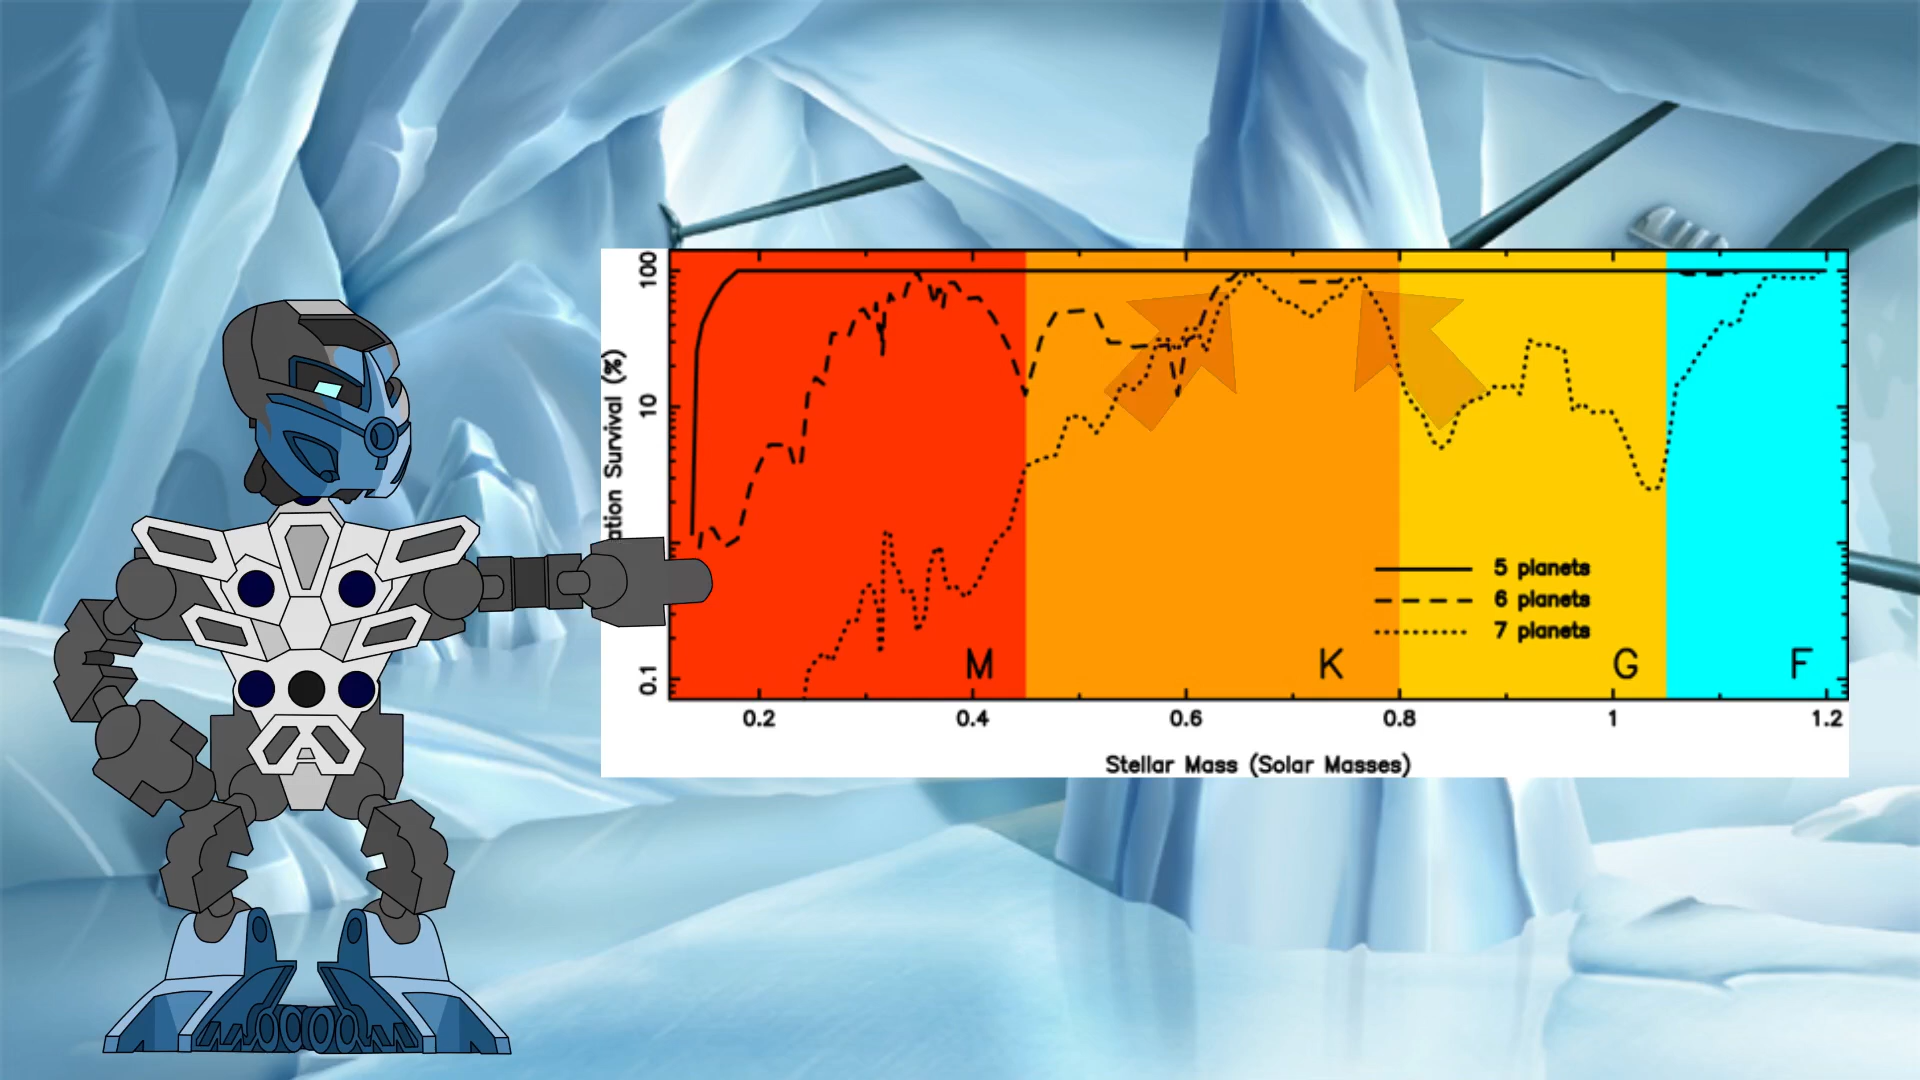 100
10
0.1
ation Survival (%)
5 planets
6 planets
7 planets
M K G F
0.2 0.4 0.6 0.8 1 1.2
Stellar Mass (Solar Masses)